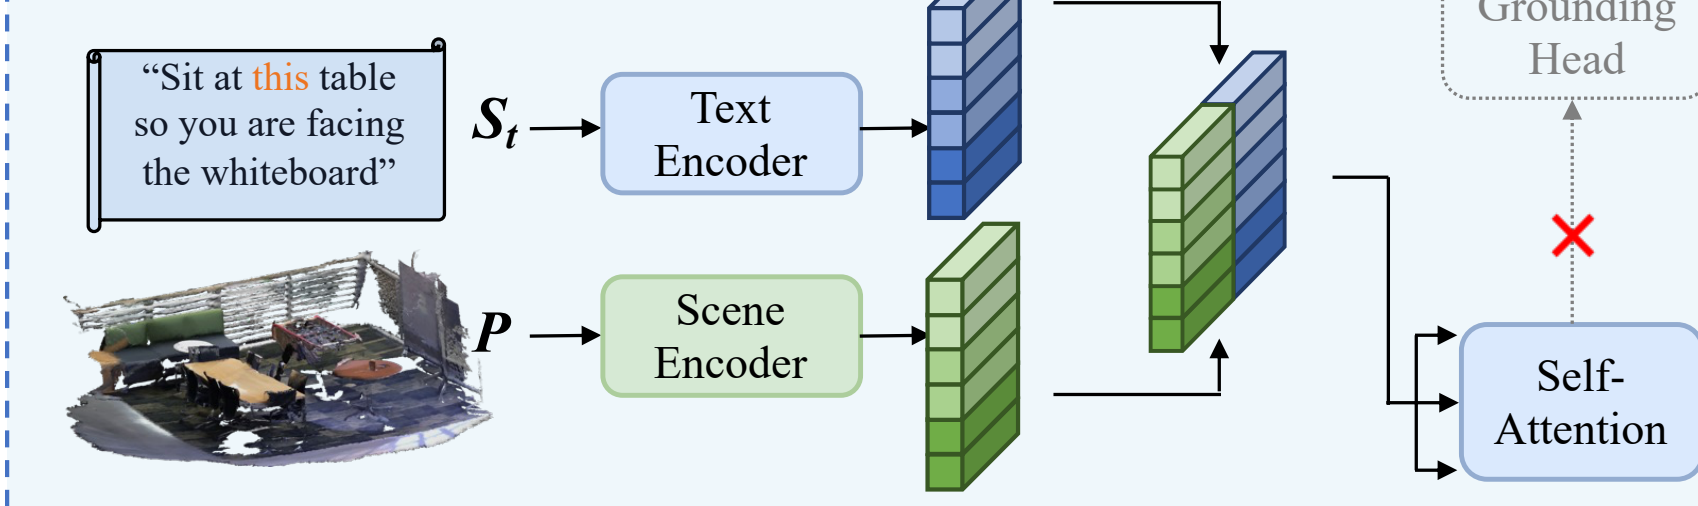 “Sit at this table
so you are facing
the whiteboard”
S_t
Text
Encoder
P
Scene
Encoder
Grounding
Head
Self-
Attention